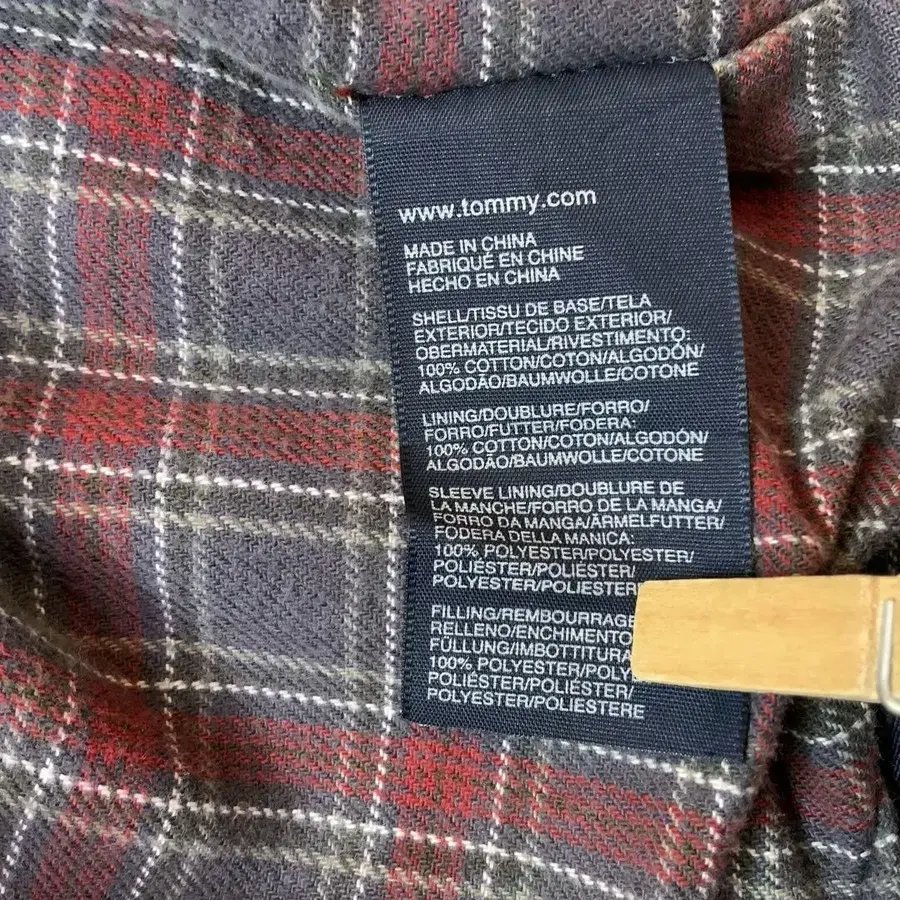 www.tommy.com
MADE IN CHINA
FABRIQUÉ EN CHINE
HECHO EN CHINA
SHELL/TISSU DE BASE/TELA
EXTERIOR/TECIDO EXTERIOR/
OBERMATERIAL/RIVESTIMENTO:
100% COTTON/COTON/ALGODÓN/
ALGODÃO/BAUMWOLLE/COTONE
LINING/DOUBLURE/FORRO/
FORRO/FUTTER/FODERA:
100% COTTON/COTON/ALGODÓN/
ALGODÃO/BAUMWOLLE/COTONE
SLEEVE LINING/DOUBLURE DE
LA MANCHE/FORRO DE LA MANGA/
FORRO DA MANGA/ÄRMELFUTTER/
FODERA DELLA MANICA:
100% POLYESTER/POLYESTER/
POLIÉSTER/POLIÉSTER/
POLYESTER/POLIESTER
FILLING/REMBOURRAGE
RELLENO/ENCHIMENTO
FÜLLUNG/IMBOTTITURA
100% POLYESTER/POLY
POLIÉSTER/POLIÉSTER/
POLYESTER/POLIESTERE